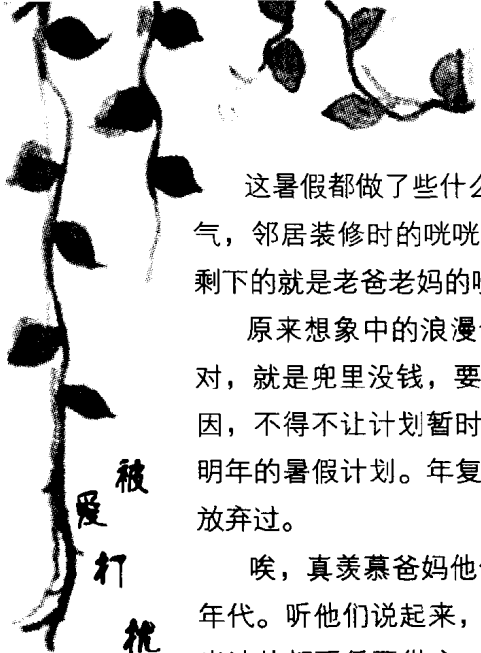 这暑假都做了些什么
气，邻居装修时的咣咣
剩下的就是老爸老妈的
原来想象中的浪漫
对，就是兜里没钱，要
因，不得不让计划暂时
明年的暑假计划。年复
放弃过。
唉，真羡慕爸妈他
年代。听他们说起来，
被
爱
打
扰